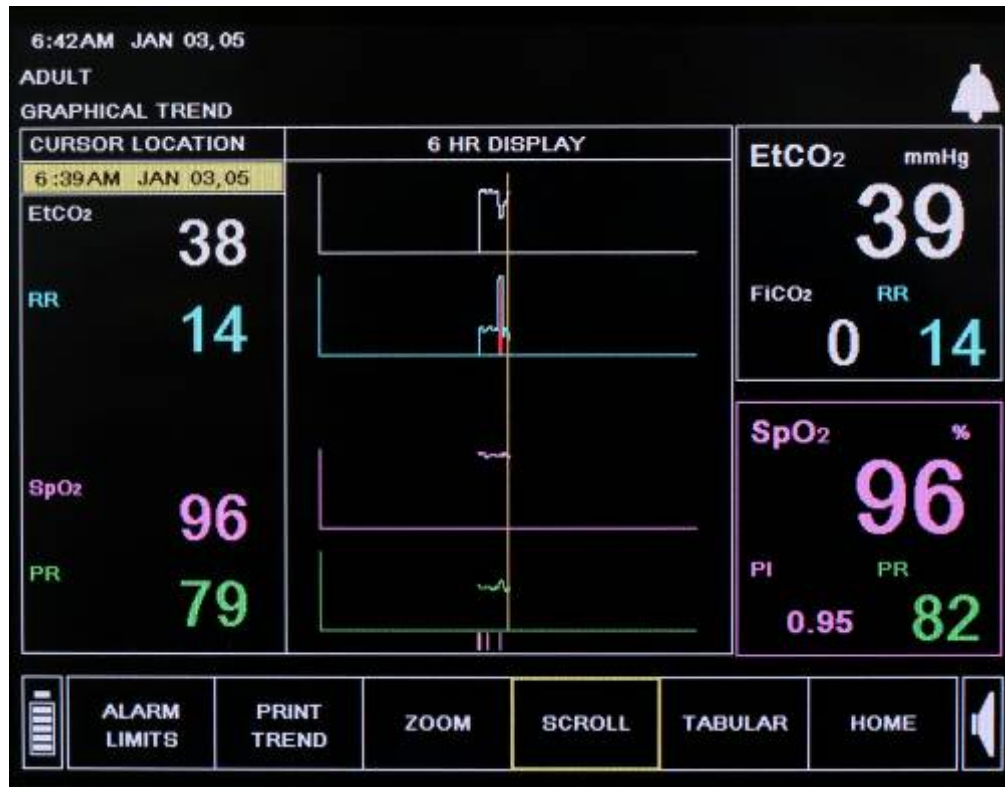 6:42AM JAN 03,05
ADULT
GRAPHICAL TREND
CURSOR LOCATION
6:39AM JAN 03,05
EtCO2
38
RR
14
SpO2
96
PR
79
6 HR DISPLAY
EtCO2 mmHg
39
FiCO2 RR
0 14
SpO2 %
96
PI PR
0.95 82
ALARM LIMITS
PRINT TREND
ZOOM
SCROLL
TABULAR
HOME